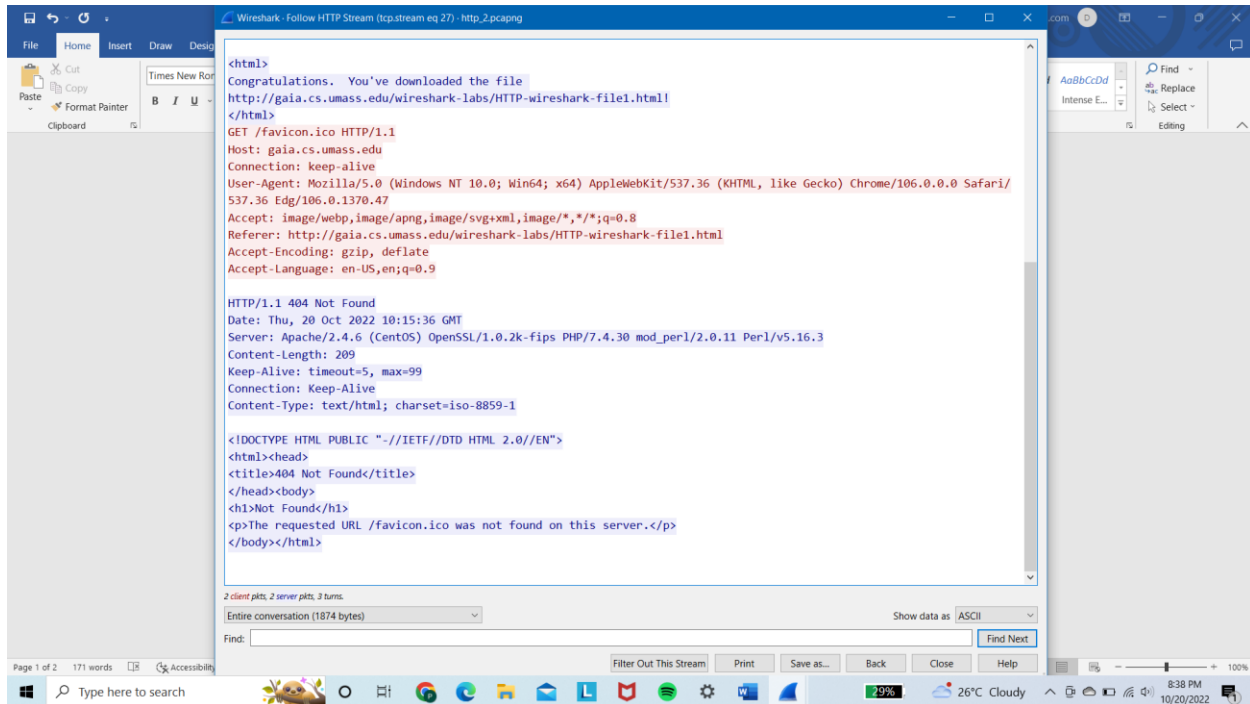 Wireshark · Follow HTTP Stream (tcp.stream eq 27) · http_2.pcapng
.com
D
File
Home
Insert
Draw
Desig
Paste
Cut
Copy
Format Painter
Clipboard
Times New Ror
B I U
AaBbCcDd
Intense E...
Find
Replace
Select
Editing
<html>
Congratulations.  You've downloaded the file
http://gaia.cs.umass.edu/wireshark-labs/HTTP-wireshark-file1.html!
</html>
GET /favicon.ico HTTP/1.1
Host: gaia.cs.umass.edu
Connection: keep-alive
User-Agent: Mozilla/5.0 (Windows NT 10.0; Win64; x64) AppleWebKit/537.36 (KHTML, like Gecko) Chrome/106.0.0.0 Safari/
537.36 Edg/106.0.1370.47
Accept: image/webp,image/apng,image/svg+xml,image/*,*/*;q=0.8
Referer: http://gaia.cs.umass.edu/wireshark-labs/HTTP-wireshark-file1.html
Accept-Encoding: gzip, deflate
Accept-Language: en-US,en;q=0.9
HTTP/1.1 404 Not Found
Date: Thu, 20 Oct 2022 10:15:36 GMT
Server: Apache/2.4.6 (CentOS) OpenSSL/1.0.2k-fips PHP/7.4.30 mod_perl/2.0.11 Perl/v5.16.3
Content-Length: 209
Keep-Alive: timeout=5, max=99
Connection: Keep-Alive
Content-Type: text/html; charset=iso-8859-1
<!DOCTYPE HTML PUBLIC "-//IETF//DTD HTML 2.0//EN">
<html><head>
<title>404 Not Found</title>
</head><body>
<h1>Not Found</h1>
<p>The requested URL /favicon.ico was not found on this server.</p>
</body></html>
2 client pkts, 2 server pkts, 3 turns.
Entire conversation (1874 bytes)
Show data as ASCII
Find:
Find Next
Filter Out This Stream
Print
Save as...
Back
Close
Help
Page 1 of 2 171 words Accessibility
100%
Type here to search
29%
26°C Cloudy
8:38 PM
10/20/2022